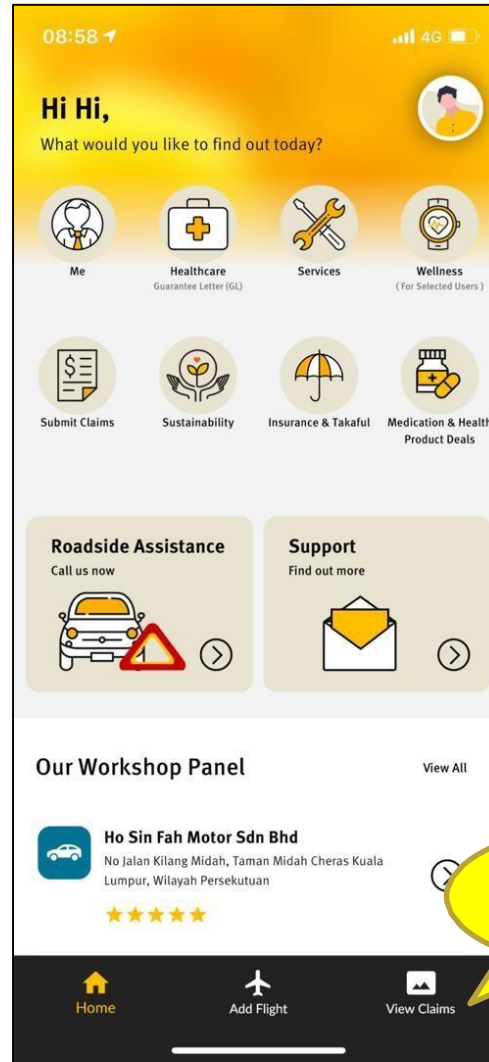 08:58
4G
Hi Hi,
What would you like to find out today?
Me
Healthcare
Guarantee Letter (GL)
Services
Wellness
( For Selected Users )
Submit Claims
Sustainability
Insurance & Takaful
Medication & Health
Product Deals
Roadside Assistance
Call us now
Support
Find out more
Our Workshop Panel
View All
Ho Sin Fah Motor Sdn Bhd
No Jalan Kilang Midah, Taman Midah Cheras Kuala
Lumpur, Wilayah Persekutuan
Home
Add Flight
View Claims